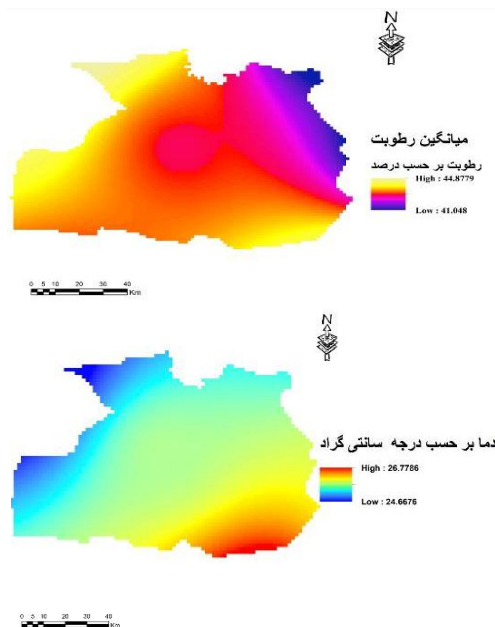 N
میانگین رطوبت
رطوبت بر حسب درصد
High : 44.8779
Low : 41.048
0 5 10 20 30 40
Km
N
دما بر حسب درجه سانتی گراد
High : 26.7786
Low : 24.6676
0 5 10 20 30 40
Km